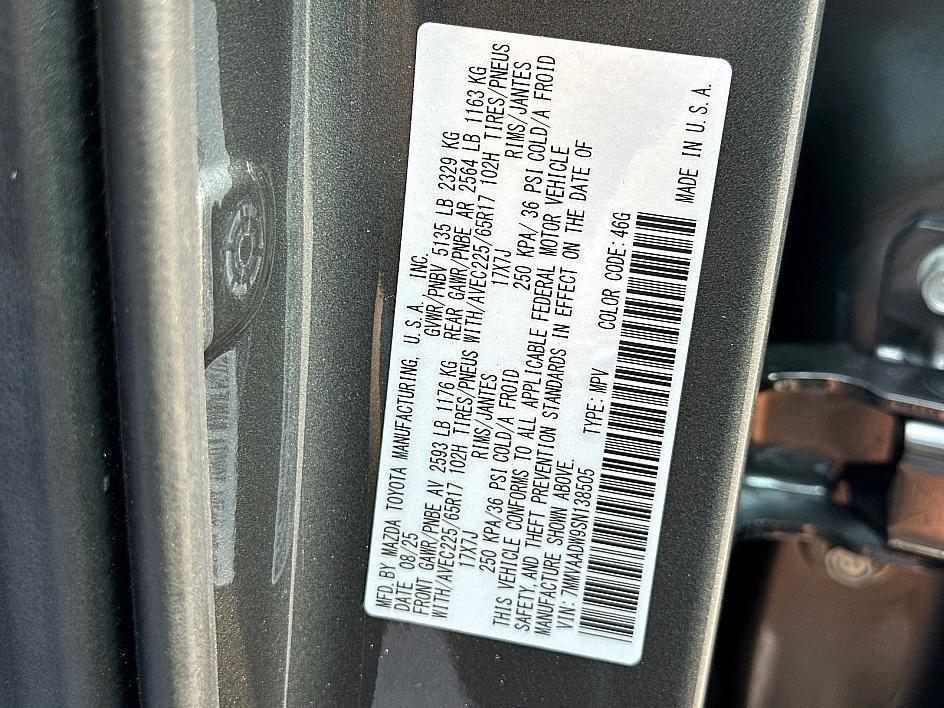 MFD. BY MAZDA TOYOTA MANUFACTURING, U.S.A. INC.
DATE 08/25 GVWR/PNBV 5135 LB 2329 KG
FRONT GAWR/PNBE AV 2593 LB 1176 KG REAR GAWR/PNBE AR 2564 LB 1163 KG
WITH/AVEC225/65R17 102H TIRES/PNEUS WITH/AVEC225/65R17 102H TIRES/PNEUS
17X7J RIMS/JANTES 17X7J RIMS/JANTES
250 KPA/36 PSI COLD/A FROID 250 KPA/ 36 PSI COLD/A FROID
THIS VEHICLE CONFORMS TO ALL APPLICABLE FEDERAL MOTOR VEHICLE
SAFETY, AND THEFT PREVENTION STANDARDS IN EFFECT ON THE DATE OF
MANUFACTURE SHOWN ABOVE.
VIN: 7MMVAADW9SN138505 TYPE: MPV COLOR CODE: 46G
MADE IN U.S.A.